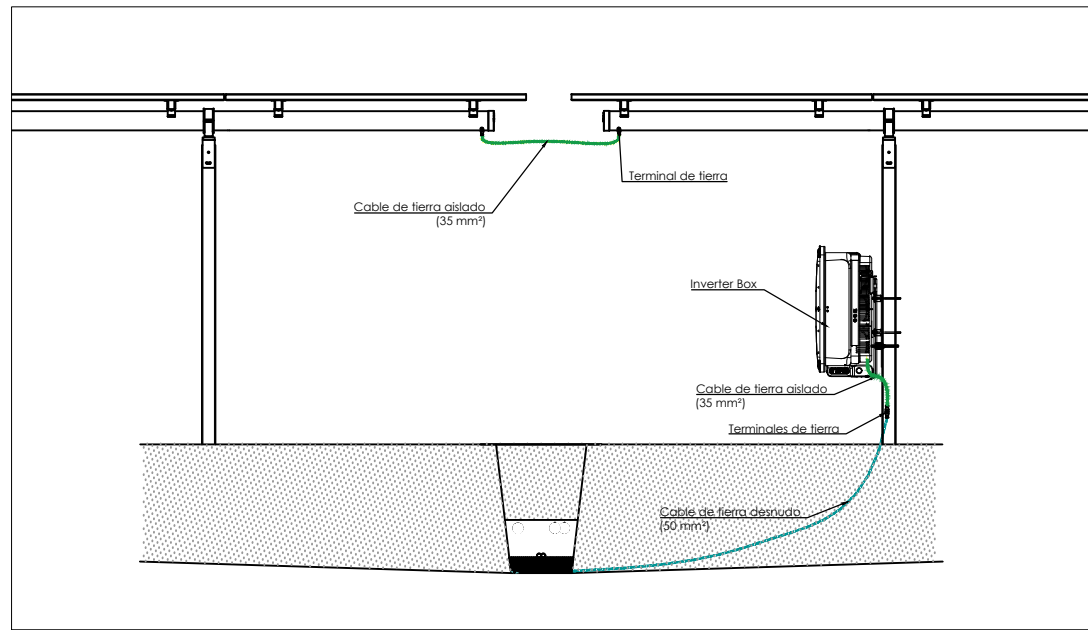 Terminal de tierra
Cable de tierra aislado
(35 mm²)
Inverter Box
Cable de tierra aislado
(35 mm²)
Terminales de tierra
Cable de tierra desnudo
(50 mm²)